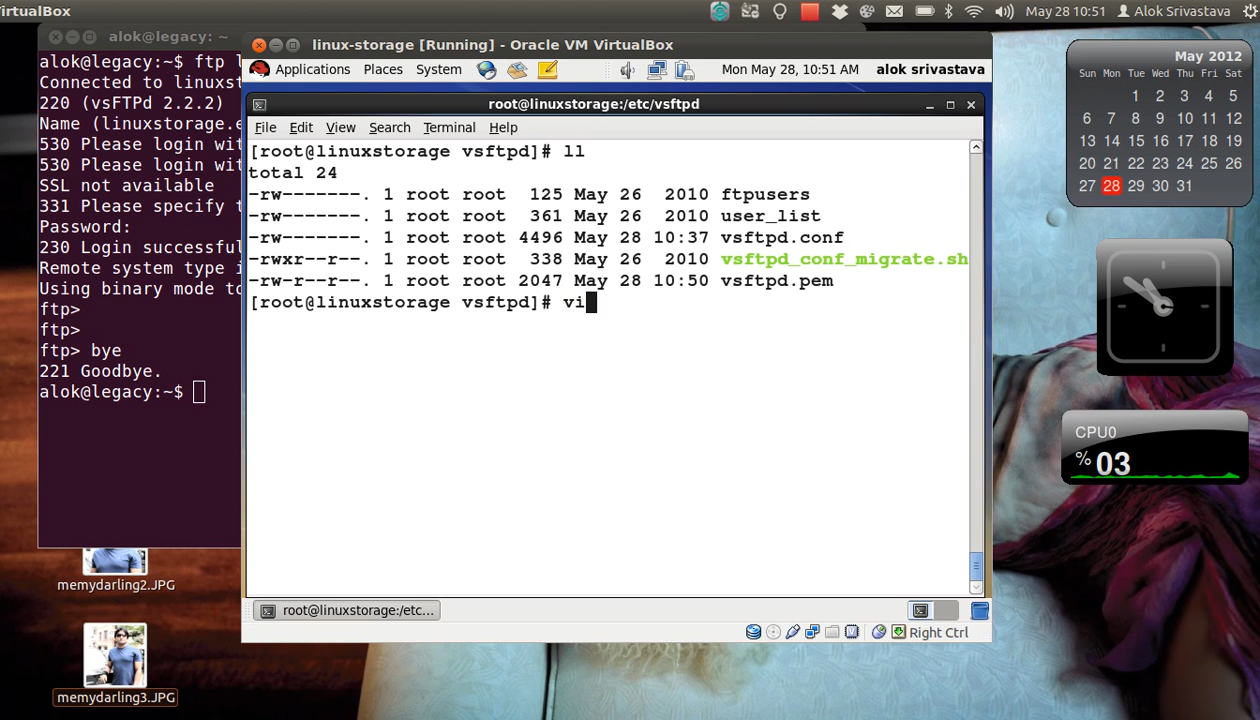 VirtualBox
May 28 10:51 Alok Srivastava
alok@legacy: ~
alok@legacy:~$ ftp l
Connected to linuxst
220 (vsFTPd 2.2.2)
Name (linuxstorage.e
530 Please login wit
530 Please login wit
SSL not available
331 Please specify t
Password:
230 Login successful
Remote system type i
Using binary mode to
ftp>
ftp>
ftp> bye
221 Goodbye.
alok@legacy:~$
linux-storage [Running] - Oracle VM VirtualBox
Applications Places System Mon May 28, 10:51 AM alok srivastava
root@linuxstorage:/etc/vsftpd
File Edit View Search Terminal Help
[root@linuxstorage vsftpd]# ll
total 24
-rw-------. 1 root root 125 May 26 2010 ftpusers
-rw-------. 1 root root 361 May 26 2010 user_list
-rw-------. 1 root root 4496 May 28 10:37 vsftpd.conf
-rwxr--r--. 1 root root 338 May 26 2010 vsftpd_conf_migrate.sh
-rw-r--r--. 1 root root 2047 May 28 10:50 vsftpd.pem
[root@linuxstorage vsftpd]# vi
root@linuxstorage:/etc...
Right Ctrl
May 2012
Sun Mon Tue Wed Thu Fri Sat
1 2 3 4 5
6 7 8 9 10 11 12
13 14 15 16 17 18 19
20 21 22 23 24 25 26
27 28 29 30 31
CPU0
% 03
memydarling2.JPG
memydarling3.JPG